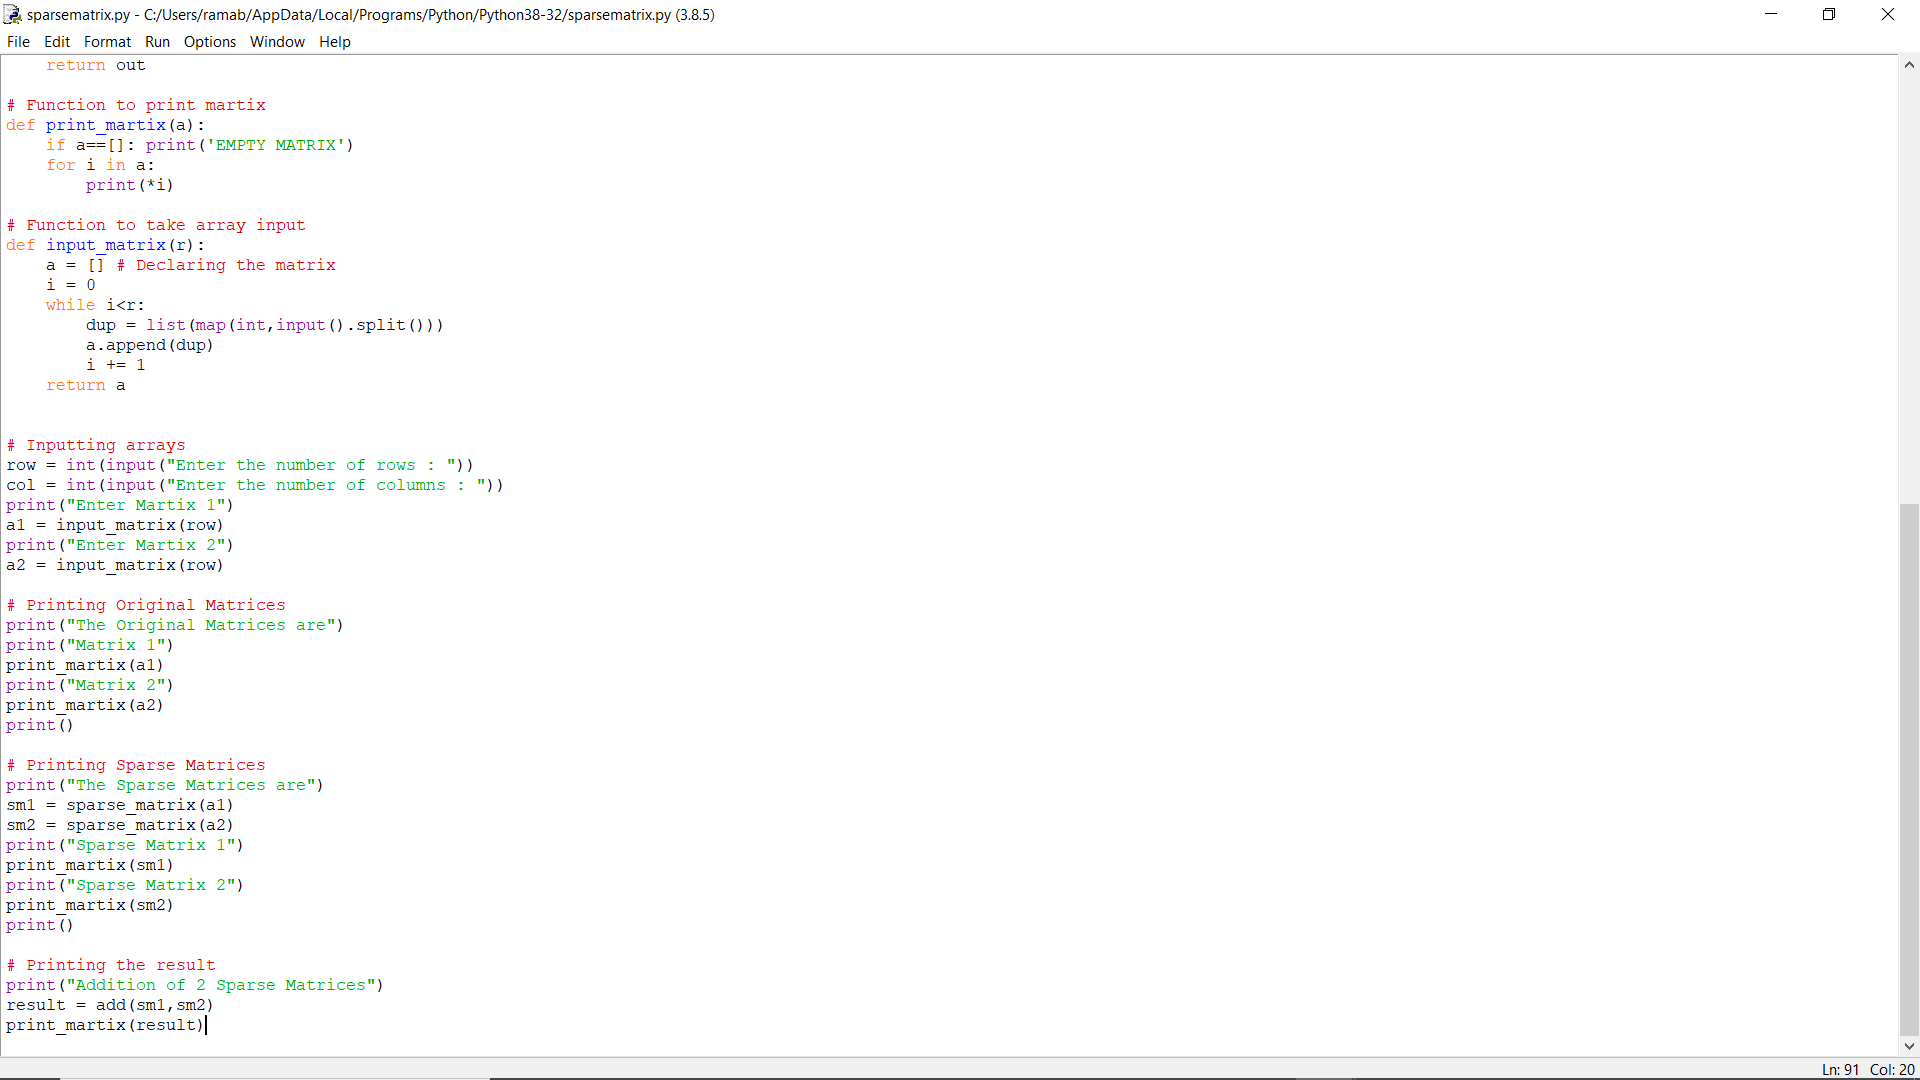 sparsematrix.py - C:/Users/ramab/AppData/Local/Programs/Python/Python38-32/sparsematrix.py (3.8.5)
File Edit Format Run Options Window Help
    return out

# Function to print martix
def print_martix(a):
    if a==[]: print('EMPTY MATRIX')
    for i in a:
        print(*i)

# Function to take array input
def input_matrix(r):
    a = [] # Declaring the matrix
    i = 0
    while i<r:
        dup = list(map(int,input().split()))
        a.append(dup)
        i += 1
    return a


# Inputting arrays
row = int(input("Enter the number of rows : "))
col = int(input("Enter the number of columns : "))
print("Enter Martix 1")
a1 = input_matrix(row)
print("Enter Martix 2")
a2 = input_matrix(row)

# Printing Original Matrices
print("The Original Matrices are")
print("Matrix 1")
print_martix(a1)
print("Matrix 2")
print_martix(a2)
print()

# Printing Sparse Matrices
print("The Sparse Matrices are")
sm1 = sparse_matrix(a1)
sm2 = sparse_matrix(a2)
print("Sparse Matrix 1")
print_martix(sm1)
print("Sparse Matrix 2")
print_martix(sm2)
print()

# Printing the result
print("Addition of 2 Sparse Matrices")
result = add(sm1,sm2)
print_martix(result)
Ln: 91 Col: 20